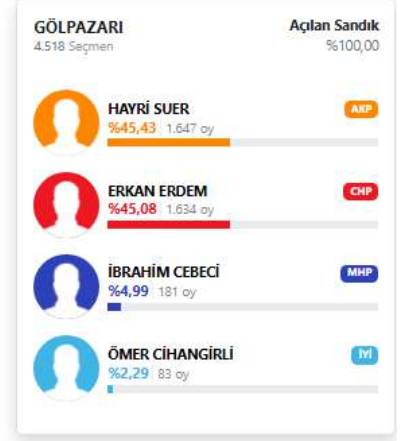 GÖLPAZARI
4.518 Seçmen
Açılan Sandık
%100,00
HAYRİ SUER
AKP
%45,43 1.647 oy
ERKAN ERDEM
CHP
%45,08 1.634 oy
İBRAHİM CEBECİ
MHP
%4,99 181 oy
ÖMER CİHANGİRLİ
İYİ
%2,29 83 oy